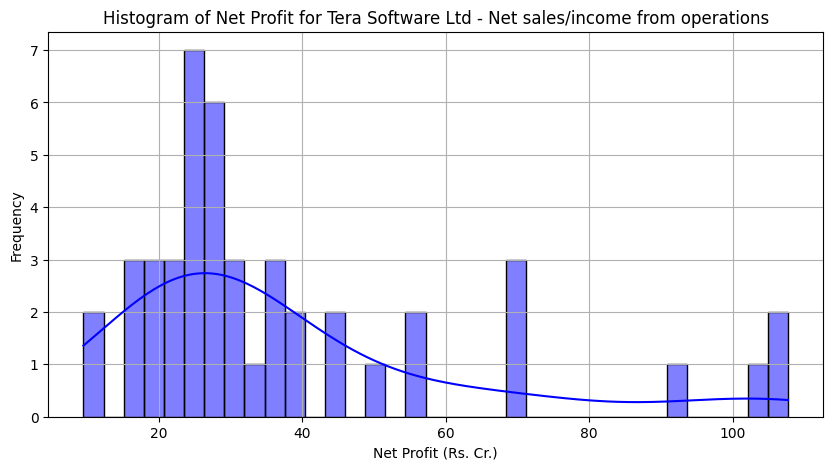 Histogram of Net Profit for Tera Software Ltd - Net sales/income from operations
7
6
5
4
3
2
1
0
Frequency
20 40 60 80 100
Net Profit (Rs. Cr.)